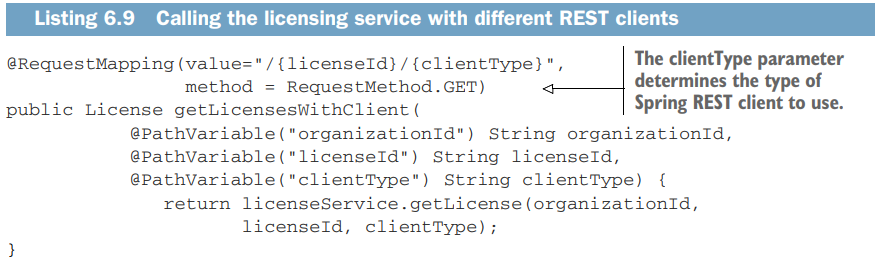 Listing 6.9 Calling the licensing service with different REST clients
@RequestMapping(value="/{licenseId}/{clientType}",
method = RequestMethod.GET)
public License getLicensesWithClient(
@PathVariable("organizationId") String organizationId,
@PathVariable("licenseId") String licenseId,
@PathVariable("clientType") String clientType) {
return licenseService.getLicense(organizationId,
licenseId, clientType);
}
The clientType parameter
determines the type of
Spring REST client to use.